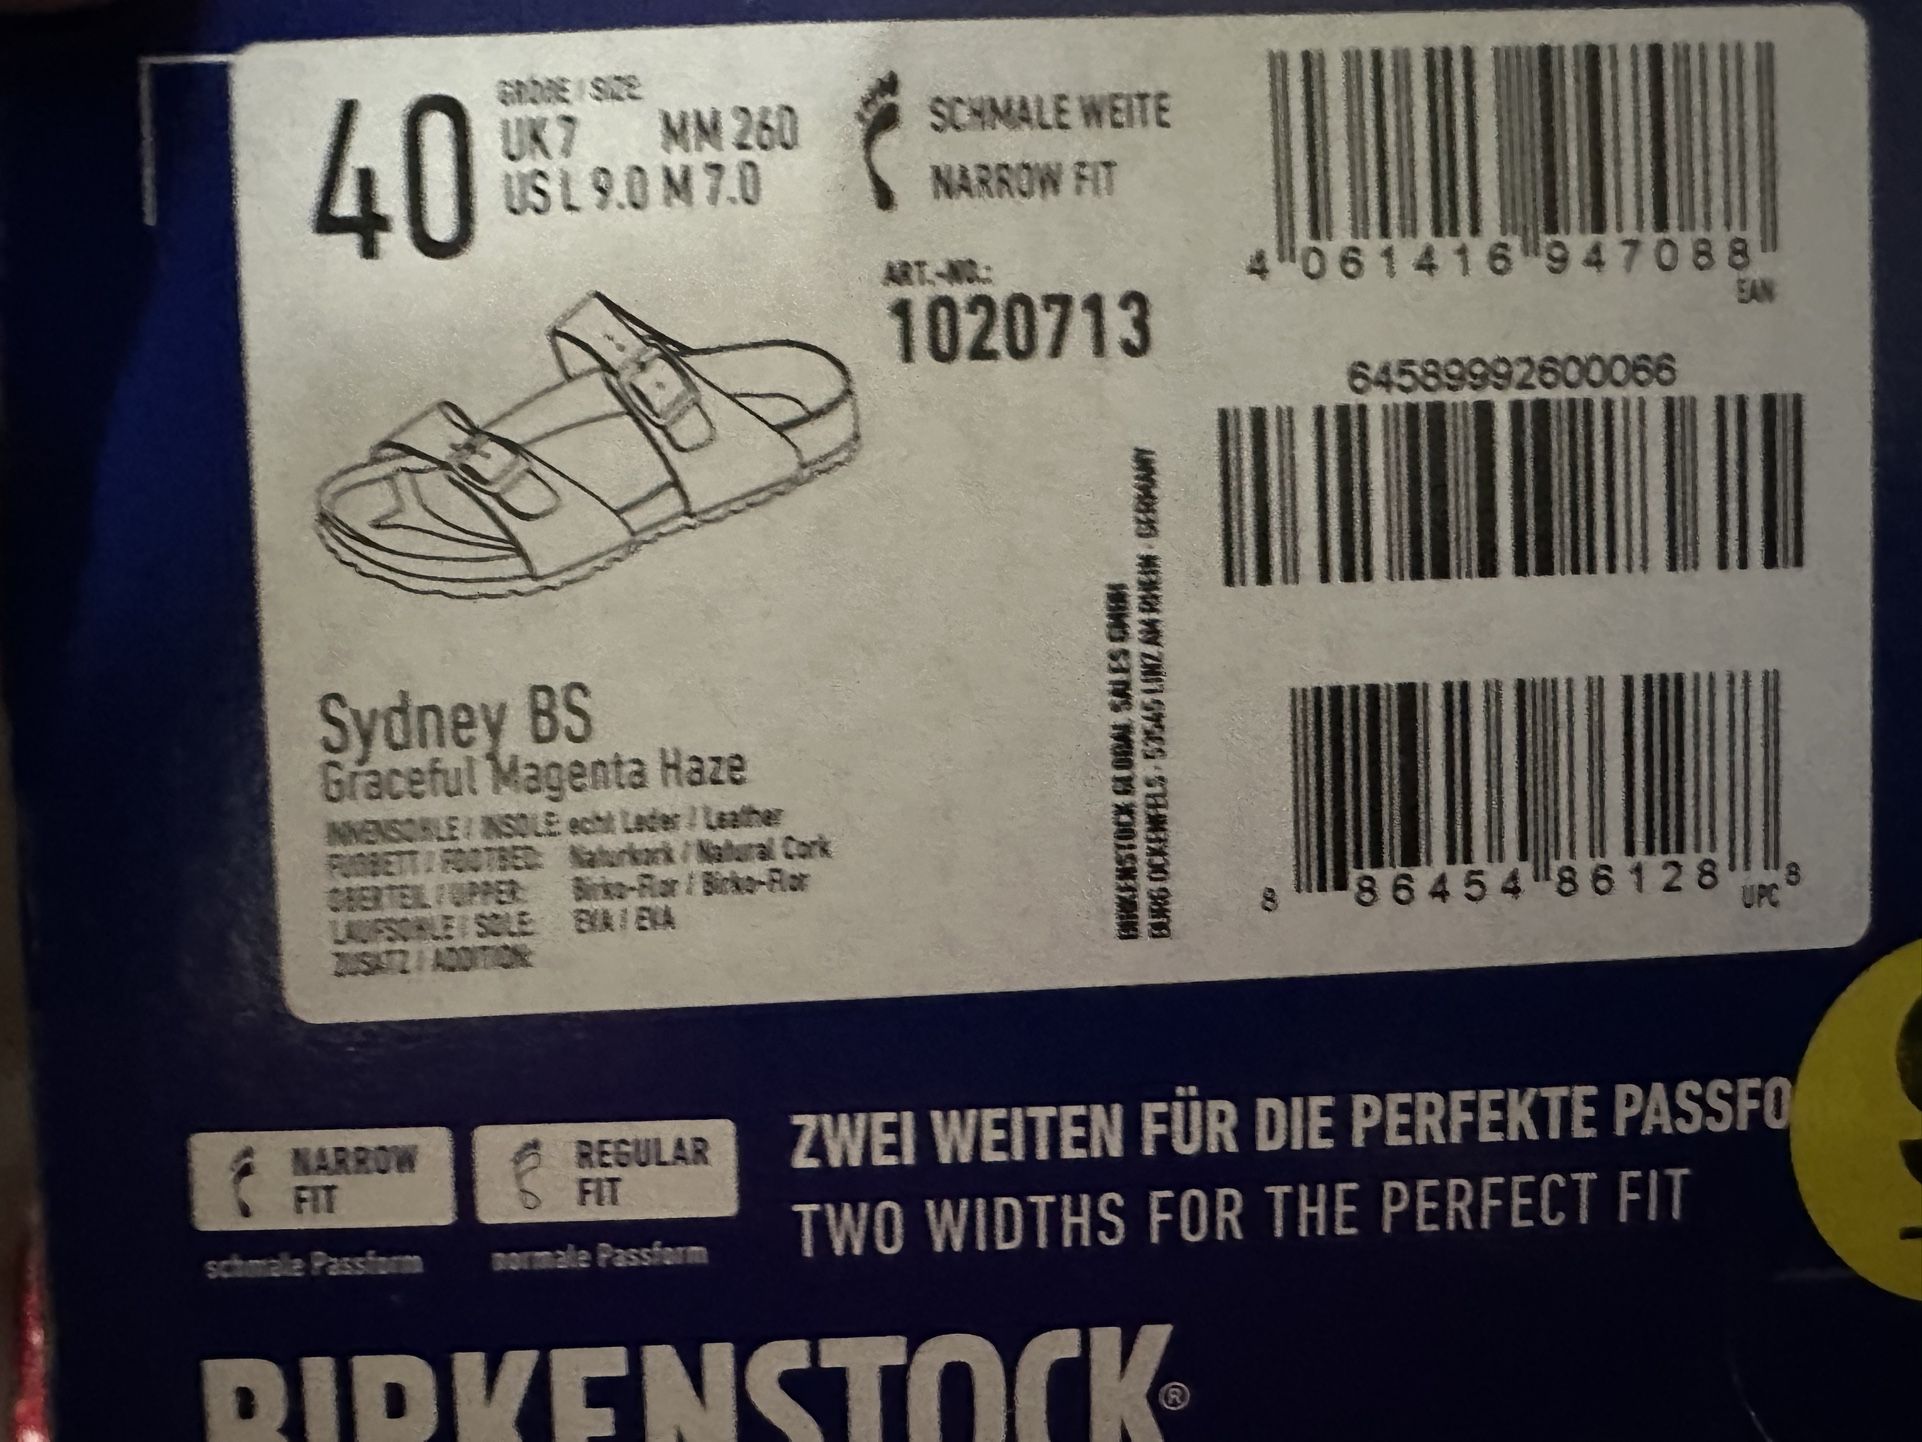 40
GRÖßE / SIZE
UK 7 MM 260
US L 9.0 M 7.0
SCHMALE WEITE
NARROW FIT
4 061416 947088
EAN
ART.-NO.:
1020713
64589992600066
BIRKENSTOCK GLOBAL SALES GMBH
BURG OCKENFELS · 53545 LINZ AM RHEIN · GERMANY
Sydney BS
Graceful Magenta Haze
INNENSOHLE / INSOLE: echt Leder / Leather
FUßBETT / FOOTBED: Naturkork / Natural Cork
OBERTEIL / UPPER: Birko-Flor / Birko-Flor
LAUFSOHLE / SOLE: EVA / EVA
ZUSATZ / ADDITION:
8 86454 86128 8
UPC
NARROW
FIT
schmale Passform
REGULAR
FIT
normale Passform
ZWEI WEITEN FÜR DIE PERFEKTE PASSFO
TWO WIDTHS FOR THE PERFECT FIT
BIRKENSTOCK®